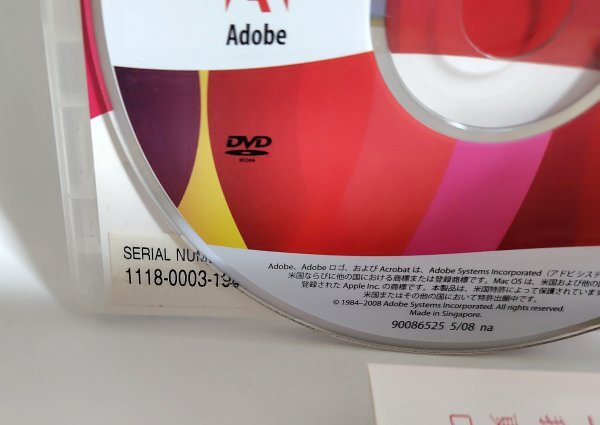 Adobe
DVD
ROM
SERIAL NUM
1118-0003-19
Adobe、Adobe ロゴ、および Acrobat は、Adobe Systems Incorporated（アドビ シス
米国ならびに他の国における商標または登録商標です。Mac OS は、米国および他の
登録された Apple Inc. の商標です。本製品は、米国特許によって保護されています
米国またはその他の国において特許出願中です。
© 1984–2008 Adobe Systems Incorporated. All rights reserved.
Made in Singapore.
90086525 5/08 na